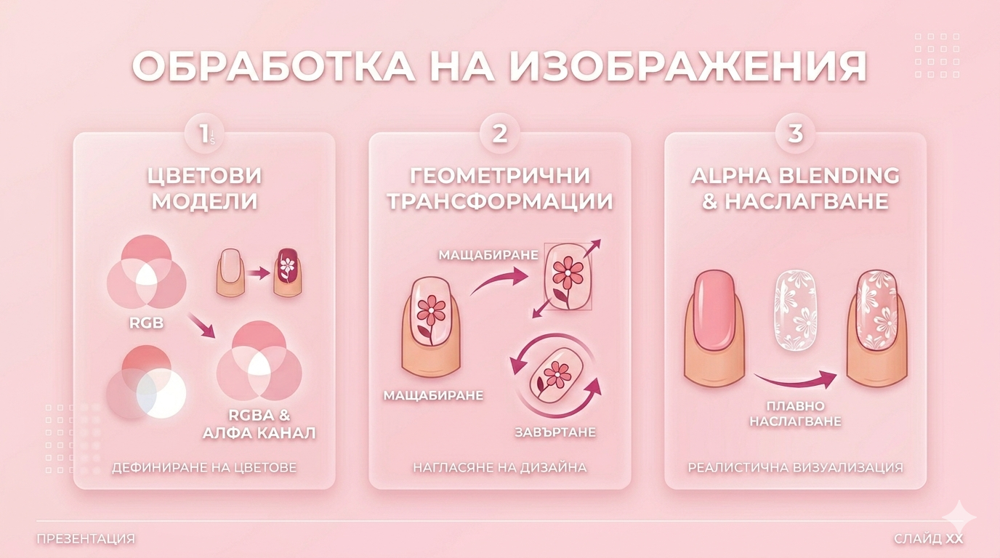 ОБРАБОТКА НА ИЗОБРАЖЕНИЯ
1
ЦВЕТОВИ
МОДЕЛИ
RGB
RGBA &
АЛФА КАНАЛ
ДЕФИНИРАНЕ НА ЦВЕТОВЕ
2
ГЕОМЕТРИЧНИ
ТРАНСФОРМАЦИИ
МАЩАБИРАНЕ
МАЩАБИРАНЕ
ЗАВЪРТАНЕ
НАГЛАСЯНЕ НА ДИЗАЙНА
3
ALPHA BLENDING
& НАСЛАГВАНЕ
ПЛАВНО
НАСЛАГВАНЕ
РЕАЛИСТИЧНА ВИЗУАЛИЗАЦИЯ
ПРЕЗЕНТАЦИЯ
СЛАЙД XX